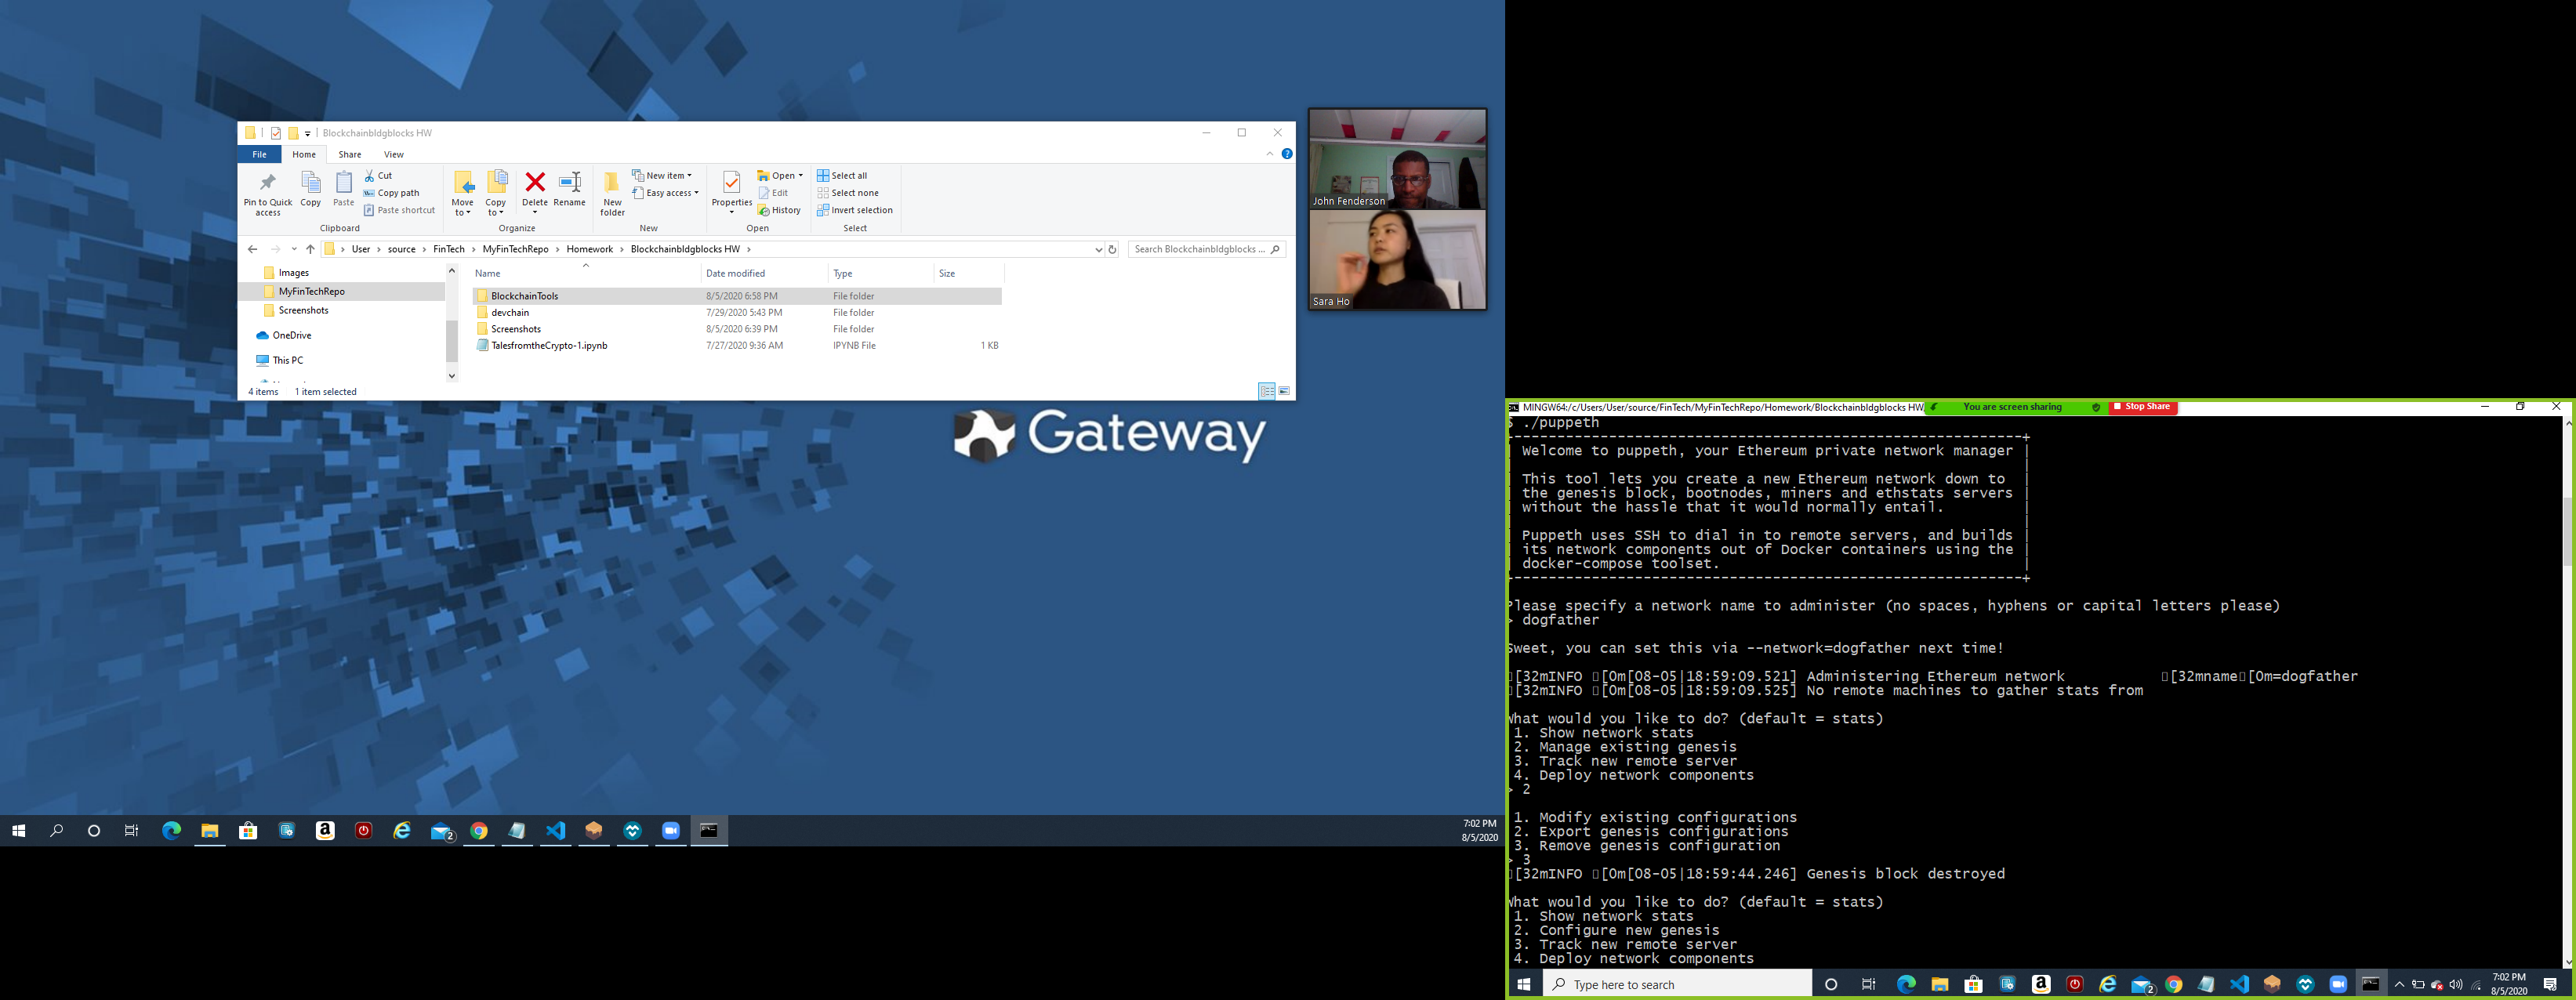 Blockchainbldgblocks HW
File Home Share View
Pin to Quick access
Copy
Paste
Cut
Copy path
Paste shortcut
Clipboard
Move to
Copy to
Delete
Rename
Organize
New folder
New item
Easy access
New
Properties
Open
Edit
History
Open
Select all
Select none
Invert selection
Select
User > source > FinTech > MyFinTechRepo > Homework > Blockchainbldgblocks HW >
Search Blockchainbldgblocks ...
Images
MyFinTechRepo
Screenshots
OneDrive
This PC
Name Date modified Type Size
BlockchainTools 8/5/2020 6:58 PM File folder
devchain 7/29/2020 5:43 PM File folder
Screenshots 8/5/2020 6:39 PM File folder
TalesfromtheCrypto-1.ipynb 7/27/2020 9:36 AM IPYNB File 1 KB
4 items 1 item selected
John Fenderson
Sara Ho
Gateway
2
7:02 PM
8/5/2020
MINGW64:/c/Users/User/source/FinTech/MyFinTechRepo/Homework/Blockchainbldgblocks HW
You are screen sharing
Stop Share
$ ./puppeth
+-----------------------------------------------------------+
| Welcome to puppeth, your Ethereum private network manager |
| This tool lets you create a new Ethereum network down to |
| the genesis block, bootnodes, miners and ethstats servers |
| without the hassle that it would normally entail. |
| Puppeth uses SSH to dial in to remote servers, and builds |
| its network components out of Docker containers using the |
| docker-compose toolset. |
+-----------------------------------------------------------+
Please specify a network name to administer (no spaces, hyphens or capital letters please)
> dogfather
Sweet, you can set this via --network=dogfather next time!
[32mINFO [0m[08-05|18:59:09.521] Administering Ethereum network [32mname[0m=dogfather
[32mINFO [0m[08-05|18:59:09.525] No remote machines to gather stats from
What would you like to do? (default = stats)
1. Show network stats
2. Manage existing genesis
3. Track new remote server
4. Deploy network components
> 2
1. Modify existing configurations
2. Export genesis configurations
3. Remove genesis configuration
> 3
[32mINFO [0m[08-05|18:59:44.246] Genesis block destroyed
What would you like to do? (default = stats)
1. Show network stats
2. Configure new genesis
3. Track new remote server
4. Deploy network components
Type here to search
2
7:02 PM
8/5/2020